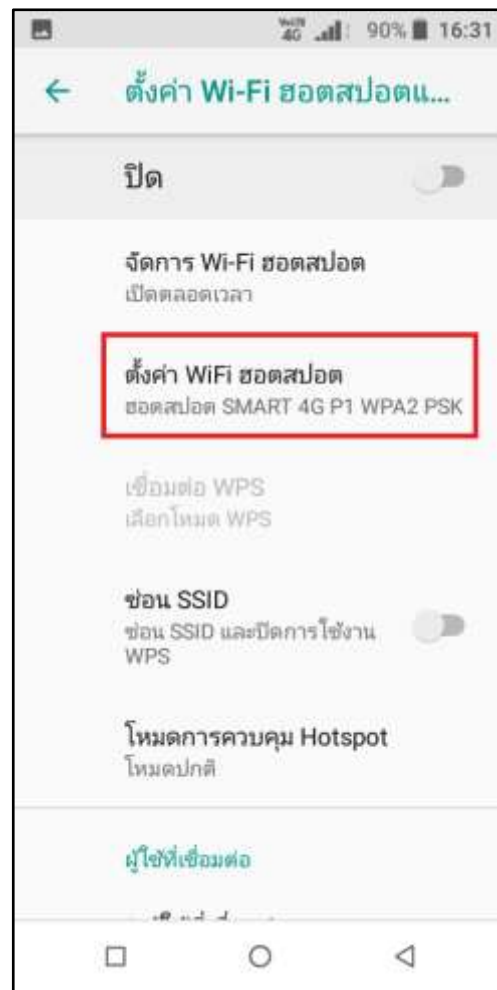 VoLTE 4G 90% 16:31
ตั้งค่า Wi-Fi ฮอตสปอตแ...
ปิด
จัดการ Wi-Fi ฮอตสปอต
เปิดตลอดเวลา
ตั้งค่า WiFi ฮอตสปอต
ฮอตสปอต SMART 4G P1 WPA2 PSK
เชื่อมต่อ WPS
เลือกโหมด WPS
ซ่อน SSID
ซ่อน SSID และปิดการใช้งาน
WPS
โหมดการควบคุม Hotspot
โหมดปกติ
ผู้ใช้ที่เชื่อมต่อ